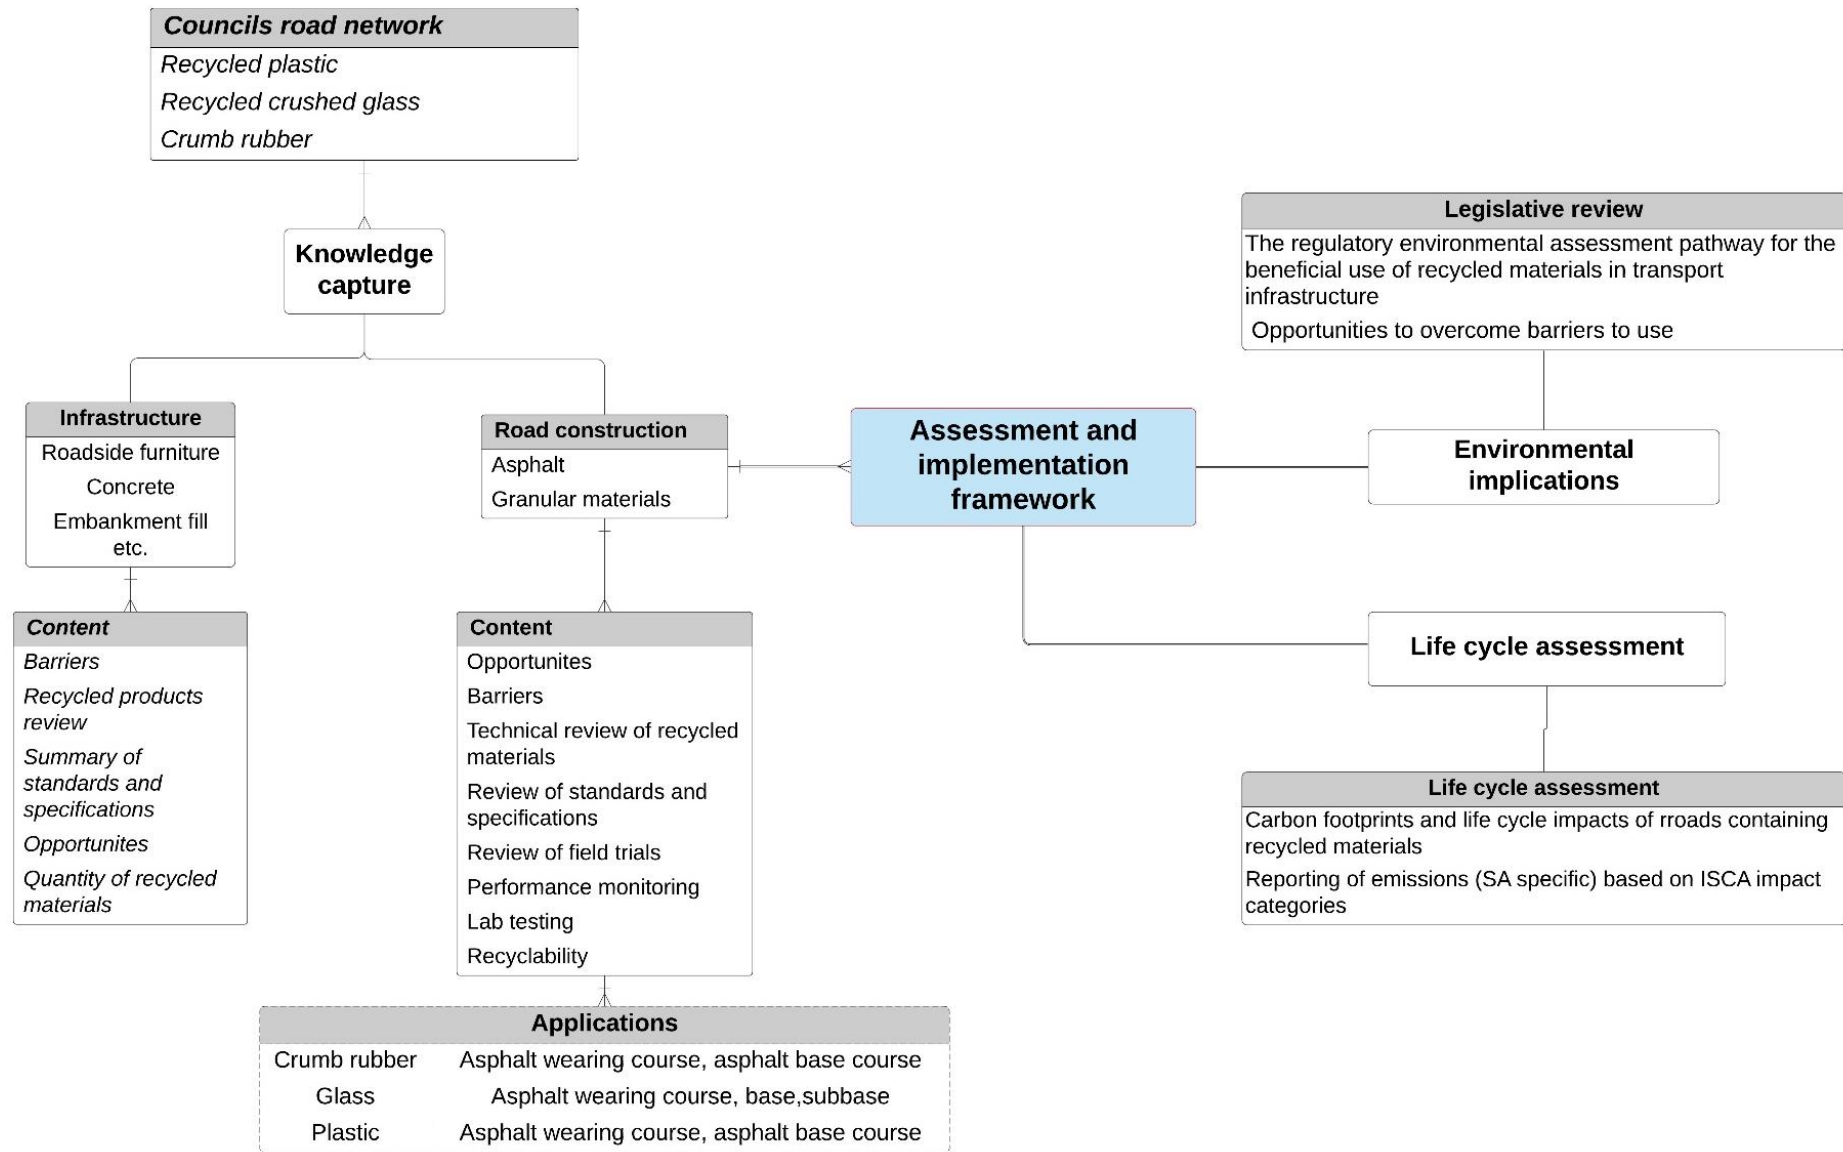 Councils road network
Recycled plastic
Recycled crushed glass
Crumb rubber
Knowledge
capture
Infrastructure
Roadside furniture
Concrete
Embankment fill
etc.
Content
Barriers
Recycled products
review
Summary of
standards and
specifications
Opportunites
Quantity of recycled
materials
Road construction
Asphalt
Granular materials
Content
Opportunites
Barriers
Technical review of recycled
materials
Review of standards and
specifications
Review of field trials
Performance monitoring
Lab testing
Recyclability
Applications
Crumb rubber Asphalt wearing course, asphalt base course
Glass Asphalt wearing course, base,subbase
Plastic Asphalt wearing course, asphalt base course
Assessment and
implementation
framework
Legislative review
The regulatory environmental assessment pathway for the
beneficial use of recycled materials in transport
infrastructure
Opportunities to overcome barriers to use
Environmental
implications
Life cycle assessment
Life cycle assessment
Carbon footprints and life cycle impacts of rroads containing
recycled materials
Reporting of emissions (SA specific) based on ISCA impact
categories